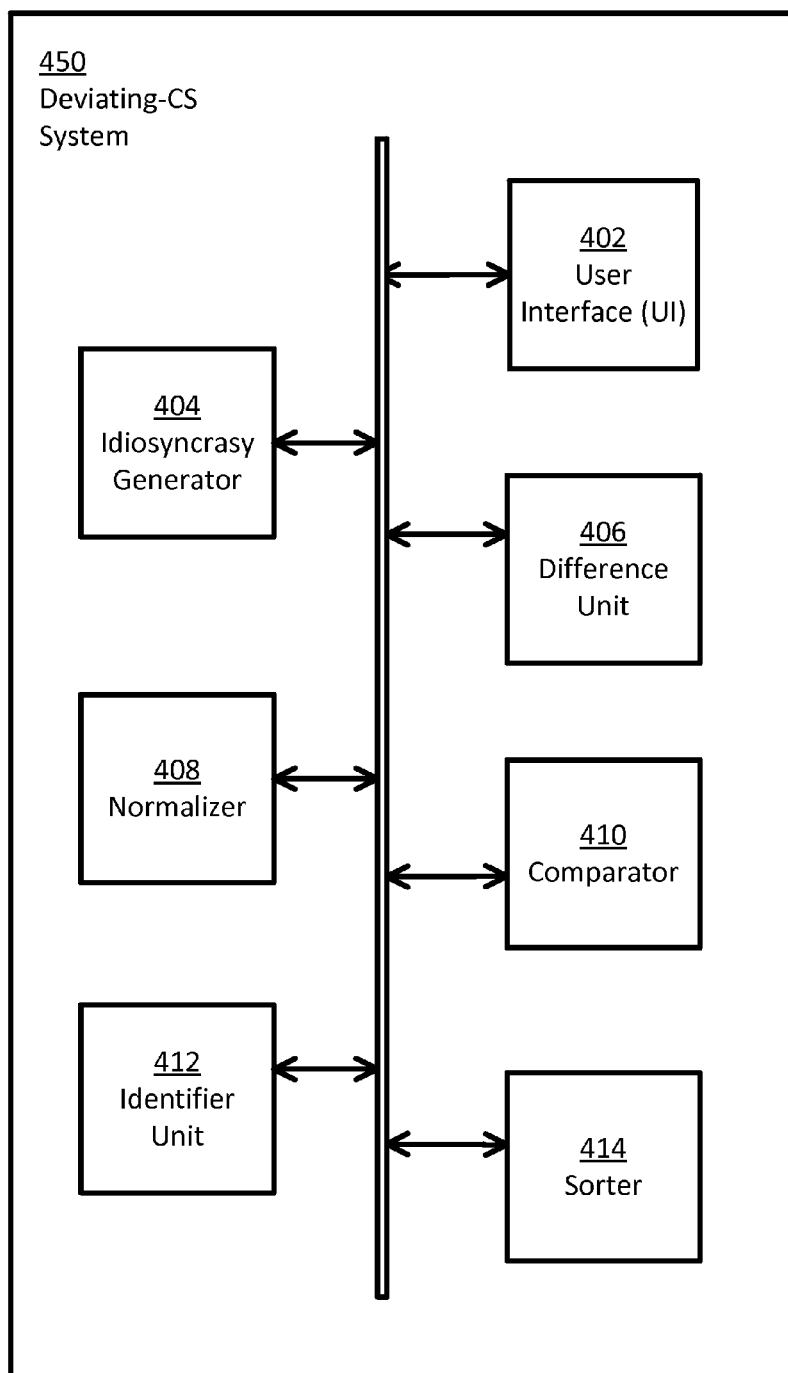 450
Deviating-CS
System
402
User
Interface (UI)
404
Idiosyncrasy
Generator
406
Difference
Unit
408
Normalizer
410
Comparator
412
Identifier
Unit
414
Sorter